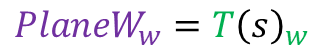 PlaneW_w = T(s)_w